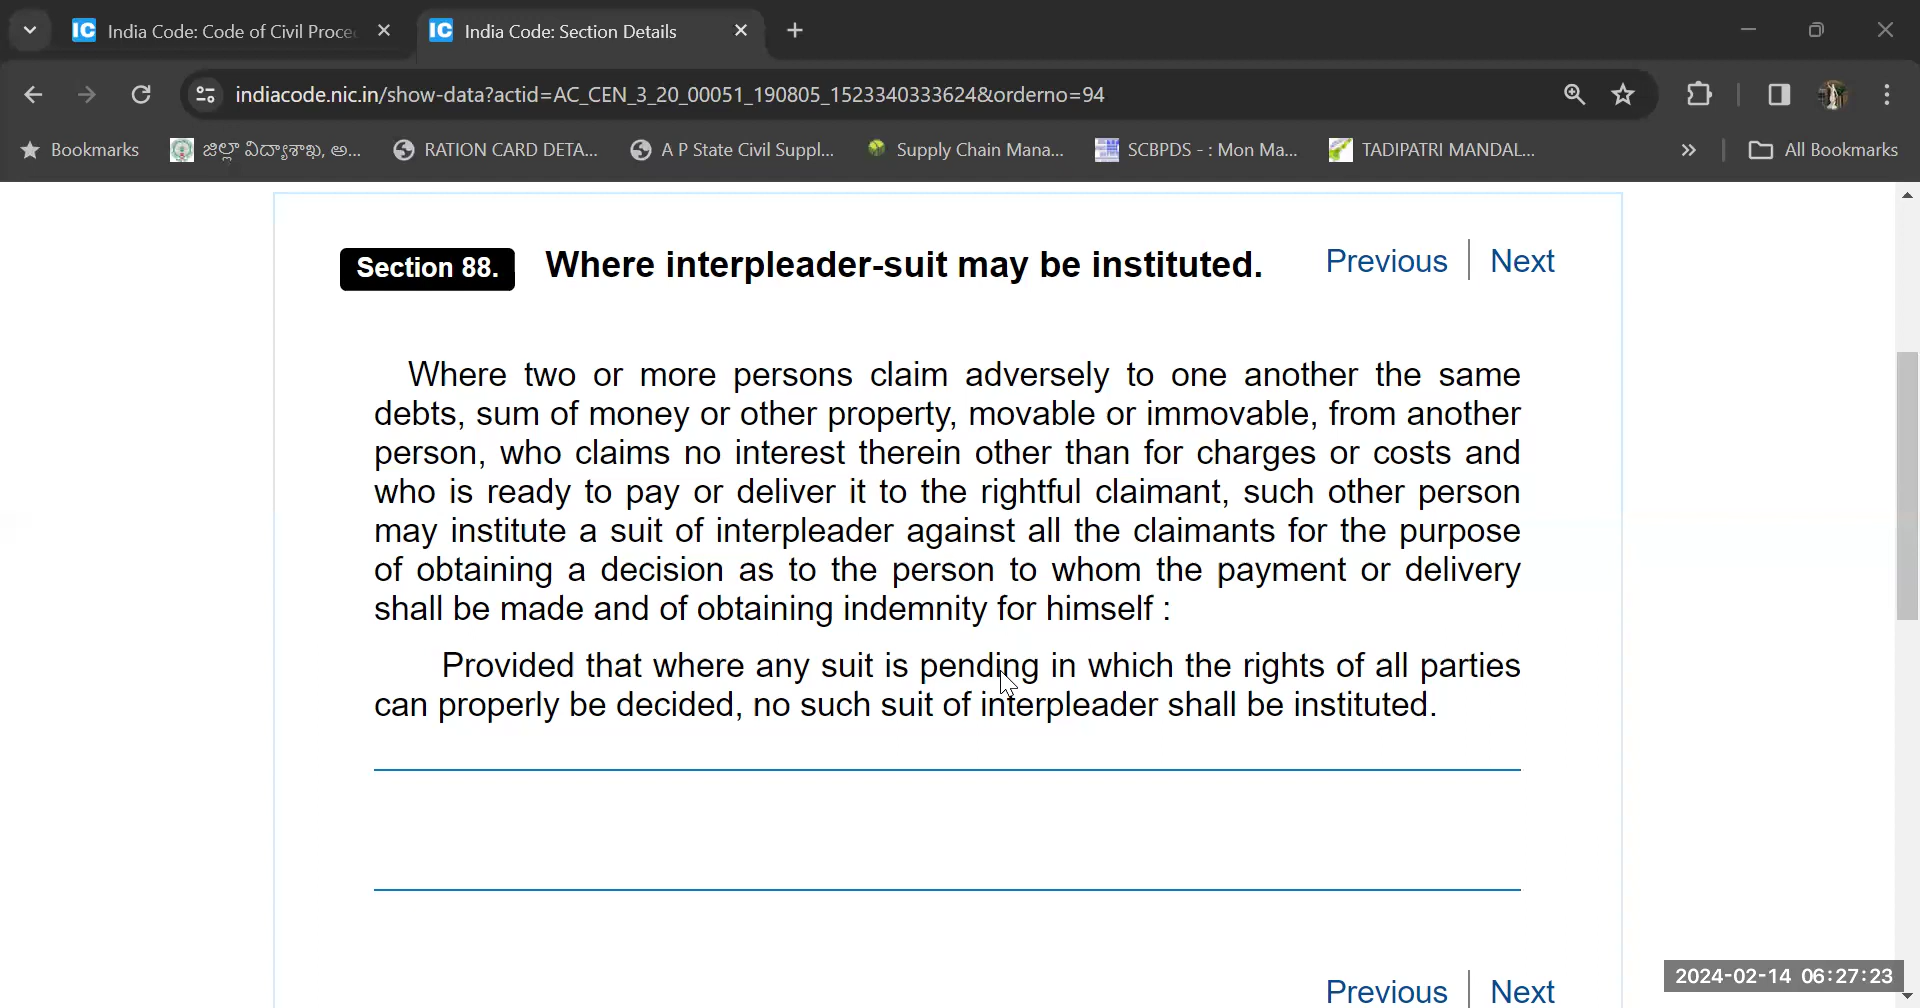 IC India Code: Code of Civil Proce
IC India Code: Section Details
indiacode.nic.in/show-data?actid=AC_CEN_3_20_00051_190805_1523340333624&orderno=94
Bookmarks
జిల్లా విద్యాశాఖ, అ...
RATION CARD DETA...
A P State Civil Suppl...
Supply Chain Mana...
SCBPDS - : Mon Ma...
TADIPATRI MANDAL...
All Bookmarks
Section 88. Where interpleader-suit may be instituted. Previous | Next
Where two or more persons claim adversely to one another the same
debts, sum of money or other property, movable or immovable, from another
person, who claims no interest therein other than for charges or costs and
who is ready to pay or deliver it to the rightful claimant, such other person
may institute a suit of interpleader against all the claimants for the purpose
of obtaining a decision as to the person to whom the payment or delivery
shall be made and of obtaining indemnity for himself :
Provided that where any suit is pending in which the rights of all parties
can properly be decided, no such suit of interpleader shall be instituted.
Previous | Next
2024-02-14 06:27:23